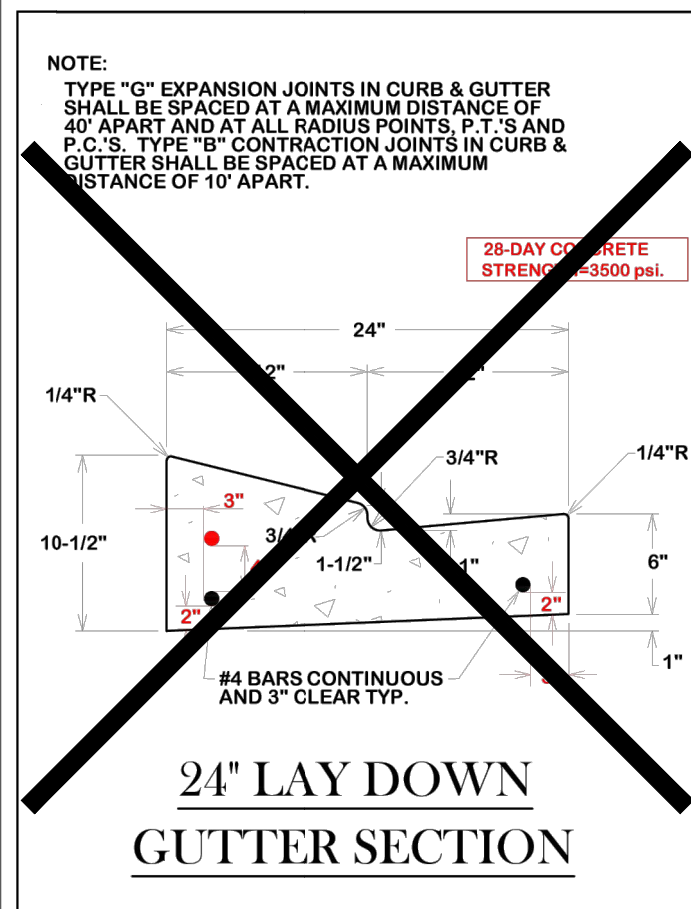 NOTE:
TYPE "G" EXPANSION JOINTS IN CURB & GUTTER
SHALL BE SPACED AT A MAXIMUM DISTANCE OF
40' APART AND AT ALL RADIUS POINTS, P.T.'S AND
P.C.'S. TYPE "B" CONTRACTION JOINTS IN CURB &
GUTTER SHALL BE SPACED AT A MAXIMUM
DISTANCE OF 10' APART.
28-DAY CONCRETE
STRENGTH=3500 psi.
24"
1/4"R
3/4"R
1/4"R
3"
10-1/2"
3/4"R
1-1/2"
1"
6"
2"
2"
1"
#4 BARS CONTINUOUS
AND 3" CLEAR TYP.
24" LAY DOWN
GUTTER SECTION